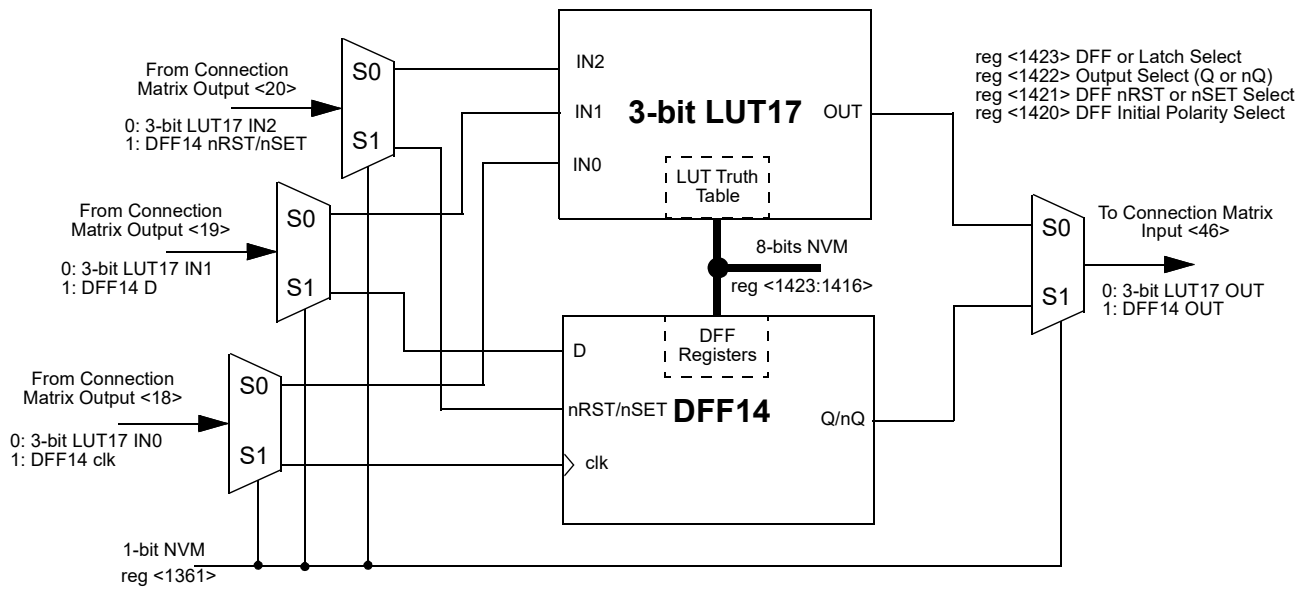 From Connection
Matrix Output <20>
0: 3-bit LUT17 IN2
1: DFF14 nRST/nSET
S0
S1
From Connection
Matrix Output <19>
0: 3-bit LUT17 IN1
1: DFF14 D
S0
S1
From Connection
Matrix Output <18>
0: 3-bit LUT17 IN0
1: DFF14 clk
S0
S1
1-bit NVM
reg <1361>
IN2
IN1
IN0
3-bit LUT17
OUT
LUT Truth
Table
8-bits NVM
reg <1423:1416>
DFF
Registers
D
nRST/nSET
DFF14
Q/nQ
clk
reg <1423> DFF or Latch Select
reg <1422> Output Select (Q or nQ)
reg <1421> DFF nRST or nSET Select
reg <1420> DFF Initial Polarity Select
S0
S1
To Connection Matrix
Input <46>
0: 3-bit LUT17 OUT
1: DFF14 OUT